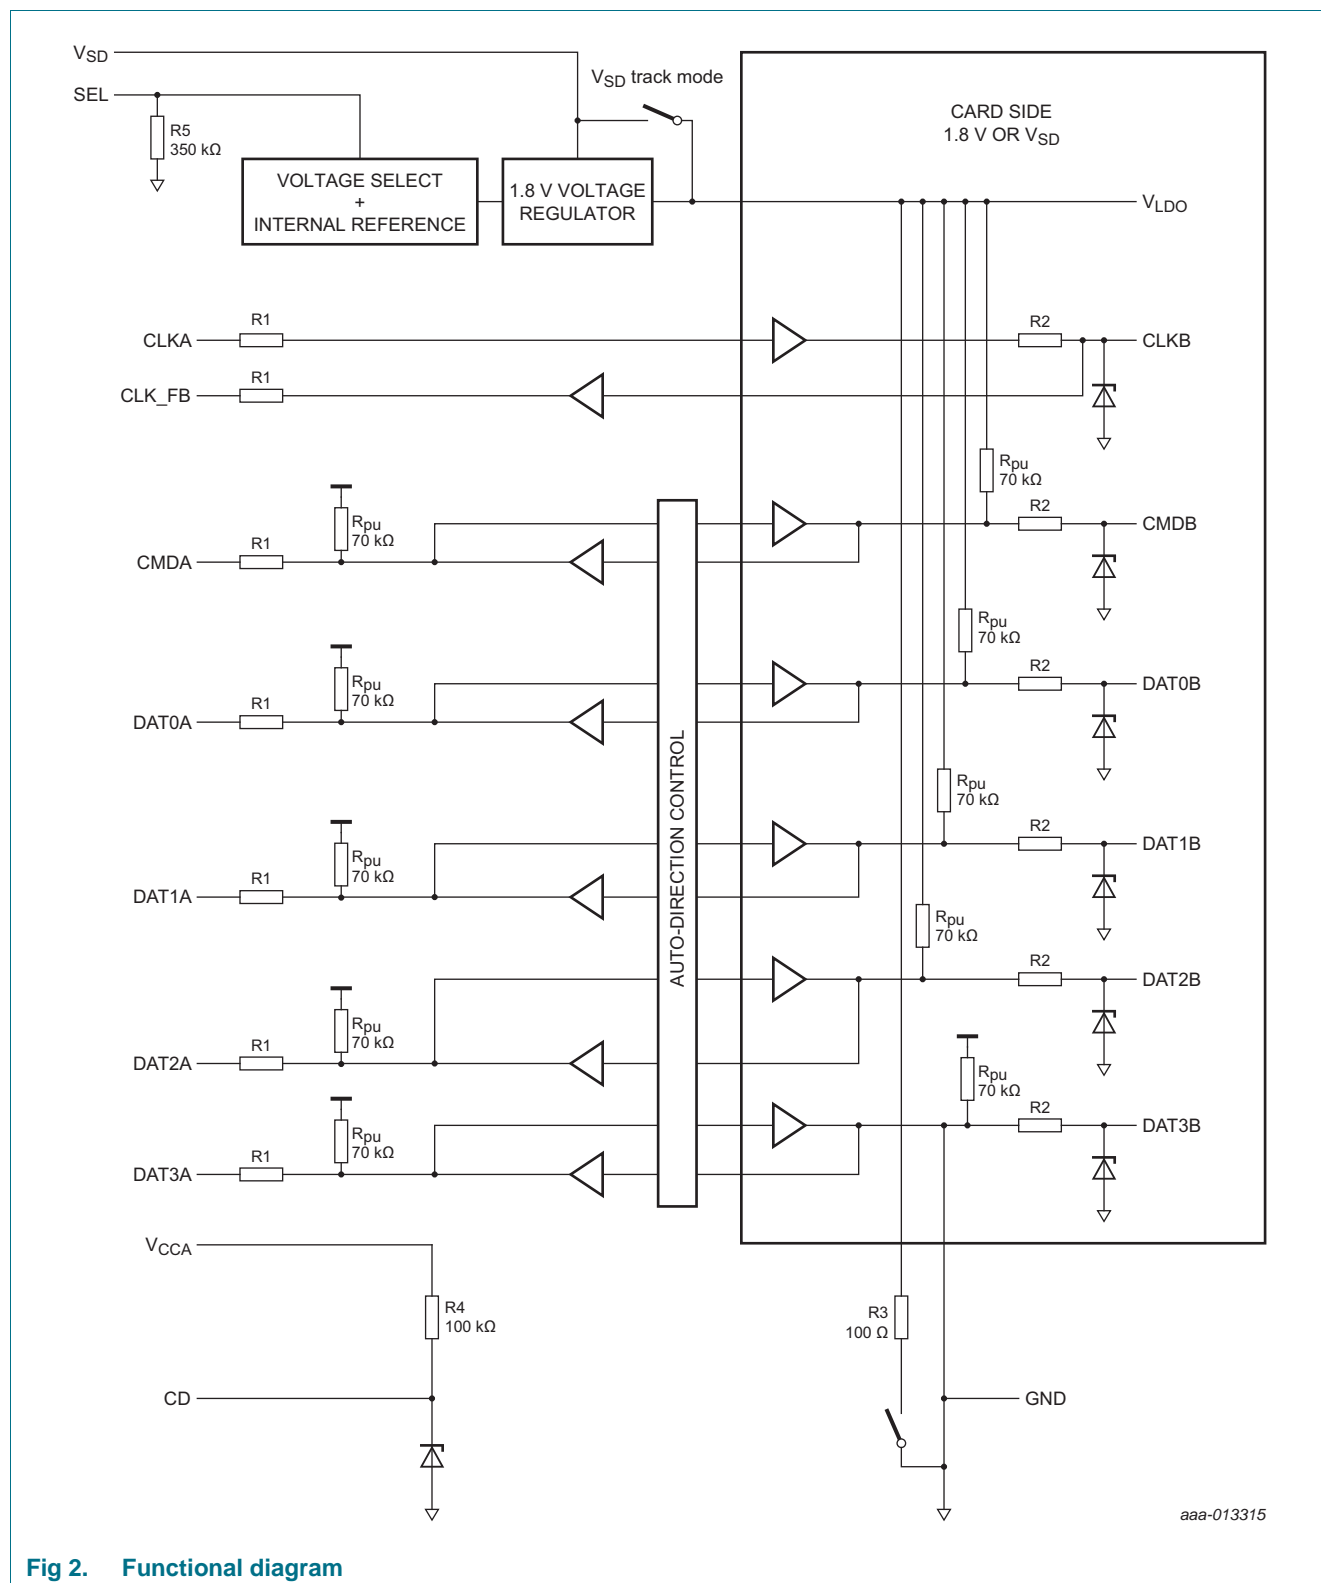 VSD
VSD track mode
SEL
R5
350 kΩ
VOLTAGE SELECT
+
INTERNAL REFERENCE
1.8 V VOLTAGE
REGULATOR
CARD SIDE
1.8 V OR VSD
VLDO
CLKA
R1
R2
CLKB
CLK_FB
R1
Rpu
70 kΩ
R2
CMDB
Rpu
70 kΩ
R1
CMDA
Rpu
70 kΩ
R2
DAT0B
Rpu
70 kΩ
R1
DAT0A
AUTO-DIRECTION CONTROL
Rpu
70 kΩ
R2
DAT1B
Rpu
70 kΩ
R1
DAT1A
Rpu
70 kΩ
R2
DAT2B
Rpu
70 kΩ
R1
DAT2A
Rpu
70 kΩ
R2
DAT3B
Rpu
70 kΩ
R1
DAT3A
VCCA
R4
100 kΩ
R3
100 Ω
CD
GND
aaa-013315
Fig 2. Functional diagram